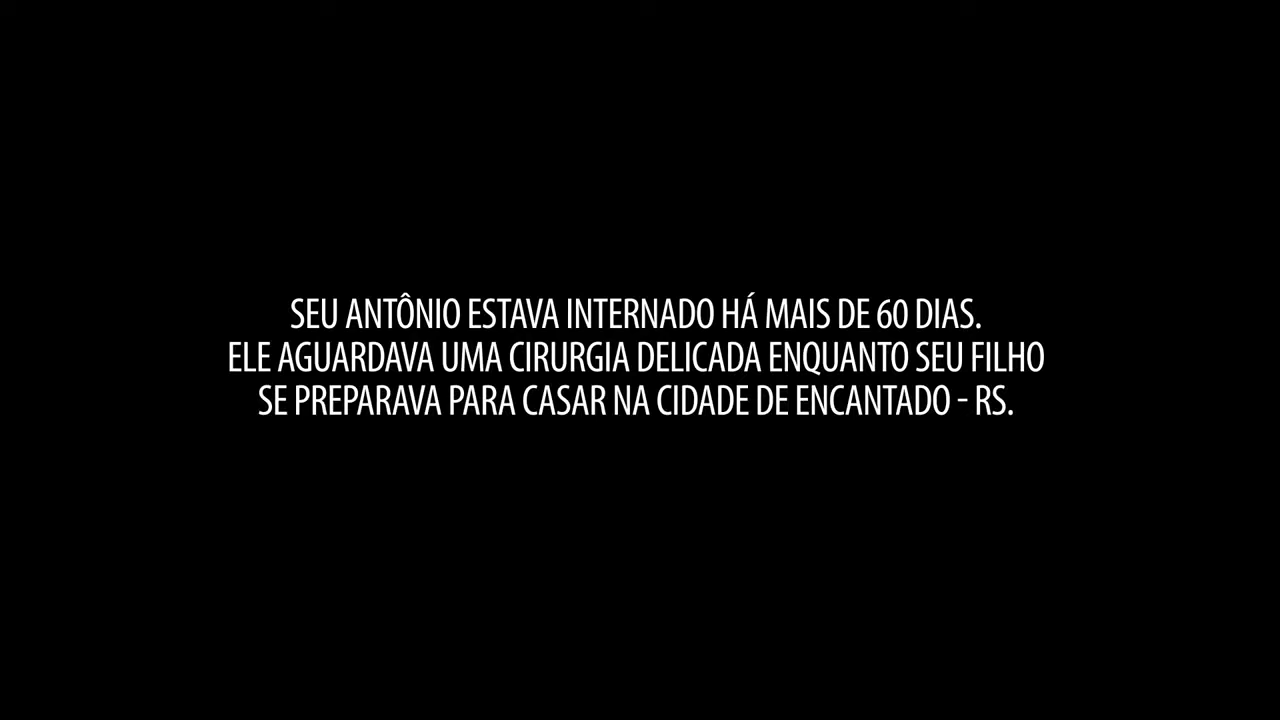 SEU ANTÔNIO ESTAVA INTERNADO HÁ MAIS DE 60 DIAS.
ELE AGUARDAVA UMA CIRURGIA DELICADA ENQUANTO SEU FILHO
SE PREPARAVA PARA CASAR NA CIDADE DE ENCANTADO - RS.